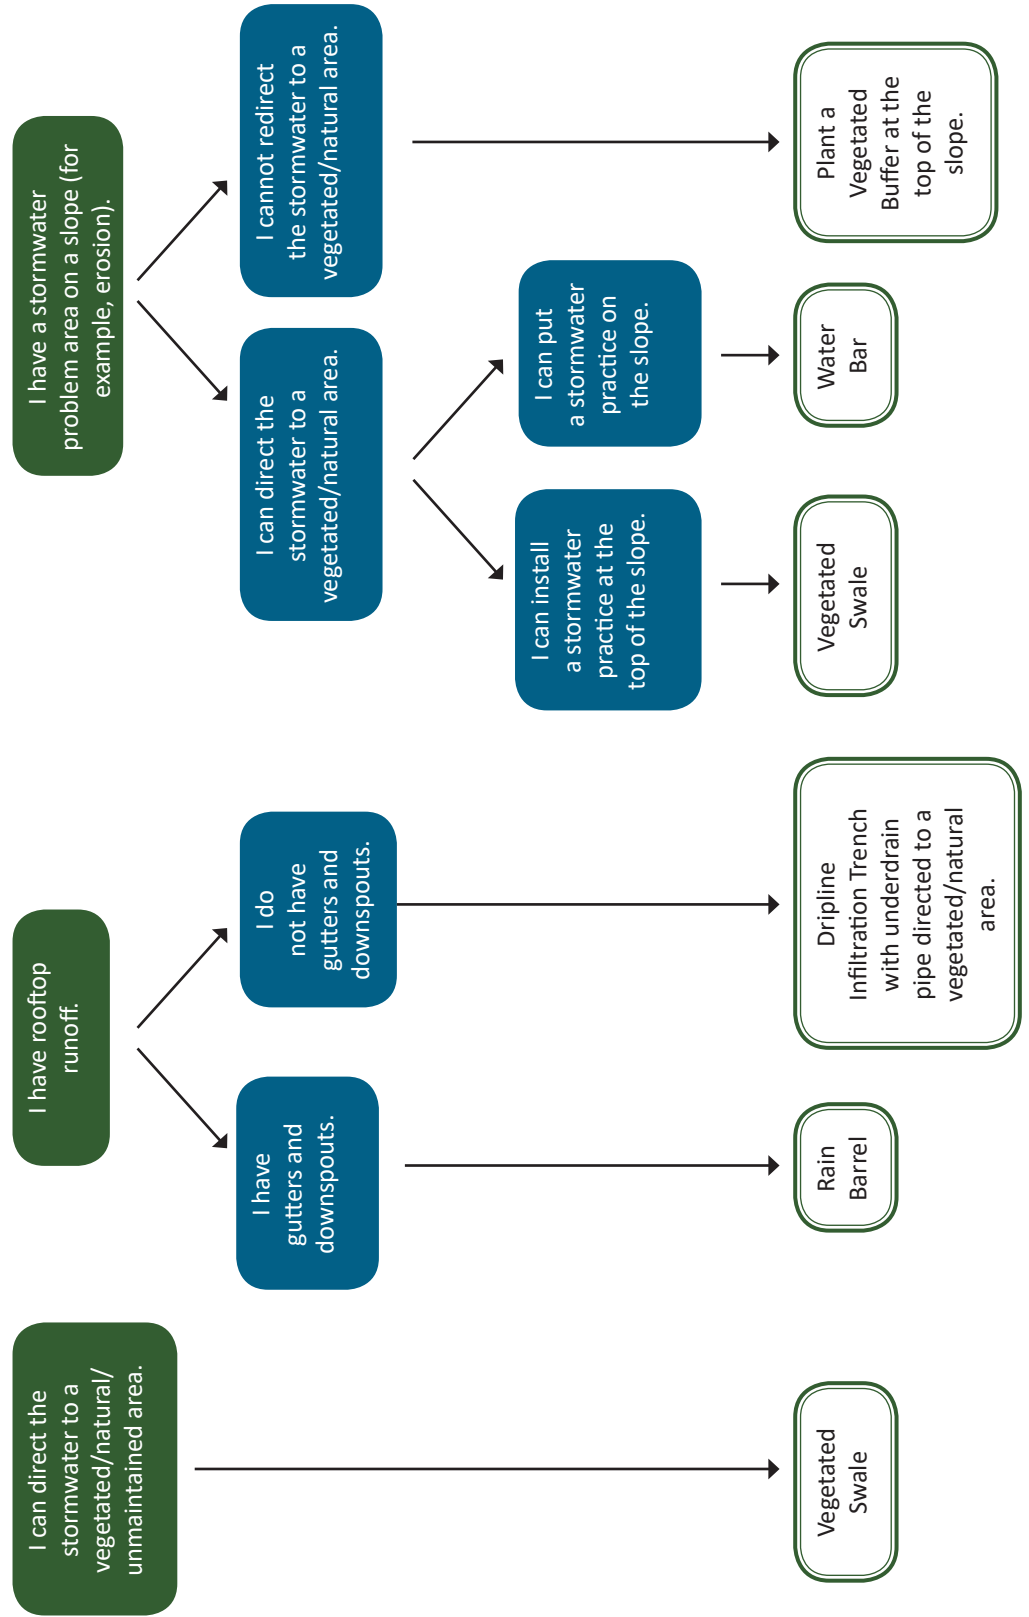 I can direct the
stormwater to a
vegetated/natural/
unmaintained area.
Vegetated
Swale
I have rooftop
runoff.
I have
gutters and
downspouts.
Rain
Barrel
I do
not have
gutters and
downspouts.
Dripline
Infiltration Trench
with underdrain
pipe directed to a
vegetated/natural
area.
I have a stormwater
problem area on a slope (for
example, erosion).
I can direct the
stormwater to a
vegetated/natural area.
I can install
a stormwater
practice at the
top of the slope.
Vegetated
Swale
I can put
a stormwater
practice on
the slope.
Water
Bar
I cannot redirect
the stormwater to a
vegetated/natural area.
Plant a
Vegetated
Buffer at the
top of the
slope.